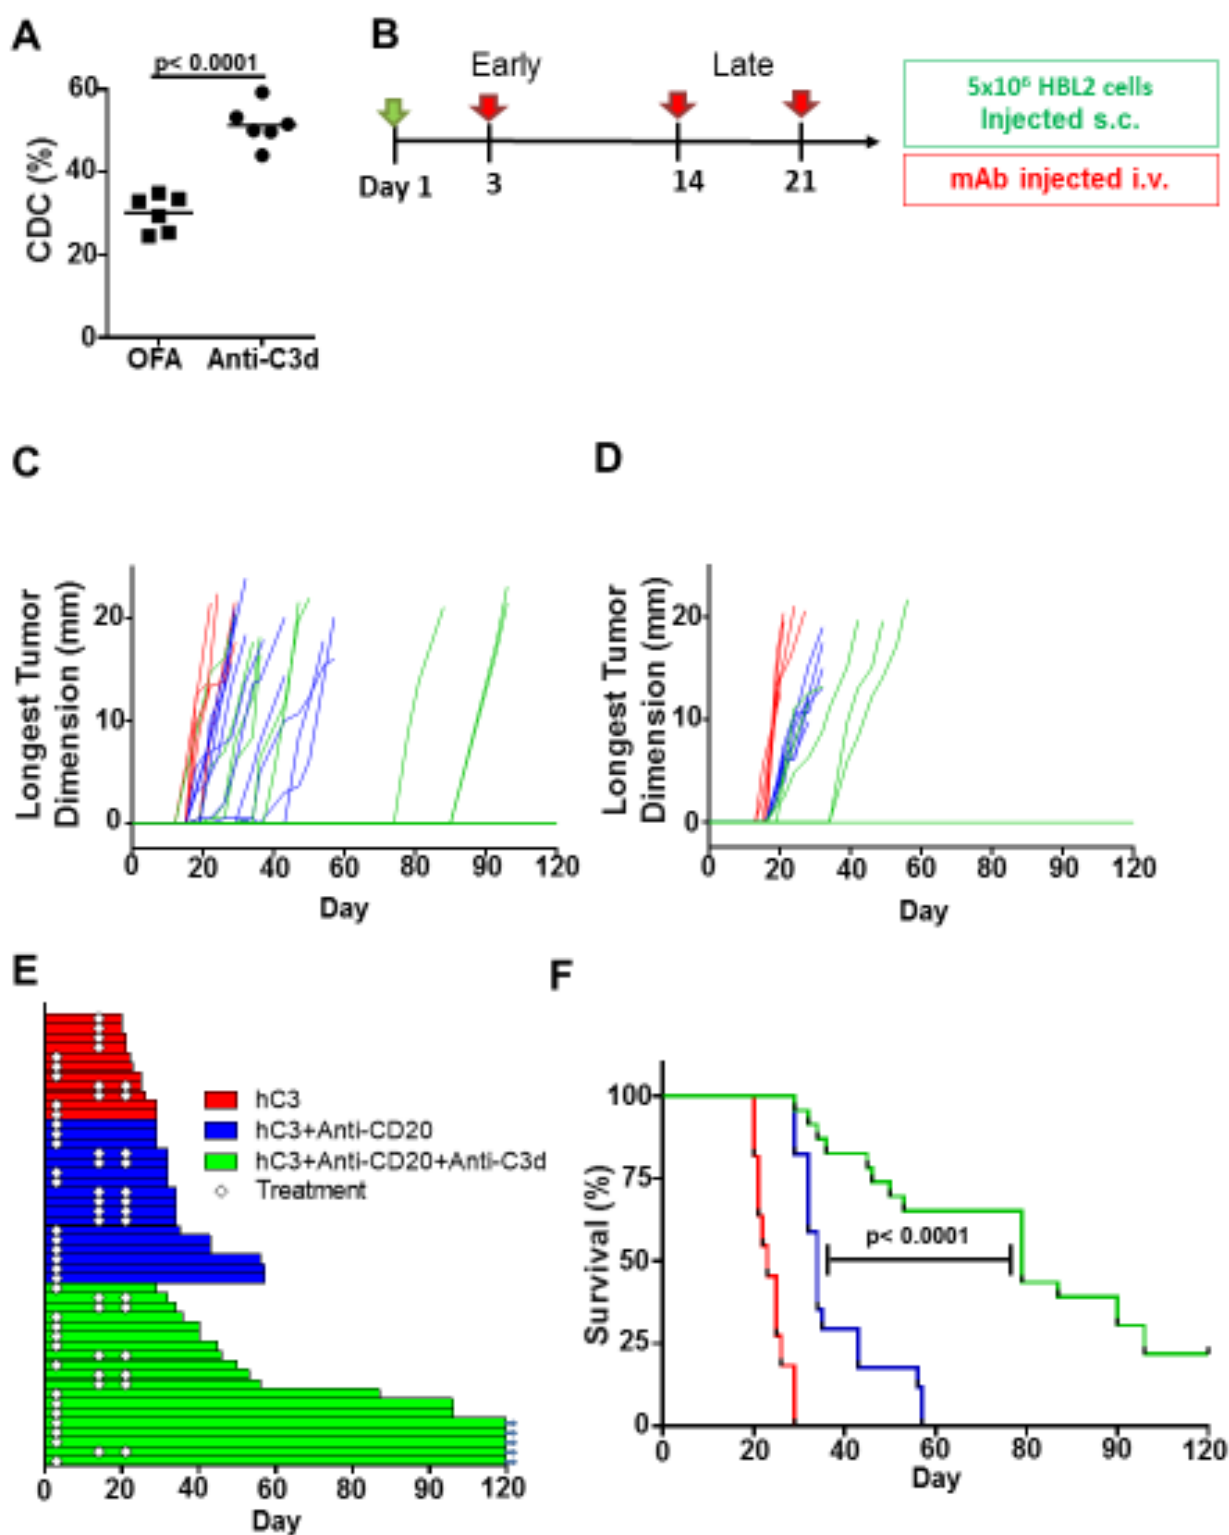 A
p< 0.0001
CDC (%)
60
40
20
0
OFA Anti-C3d
B
Early Late
Day 1 3 14 21
5x10⁶ HBL2 cells
Injected s.c.
mAb injected i.v.
C
Longest Tumor
Dimension (mm)
20
10
0
0 20 40 60 80 90 120
Day
D
Longest Tumor
Dimension (mm)
20
10
0
0 20 40 60 80 90 120
Day
E
hC3
hC3+Anti-CD20
hC3+Anti-CD20+Anti-C3d
Treatment
0 20 40 60 80 90 120
Day
F
Survival (%)
100
75
50
25
0
p< 0.0001
0 20 40 60 80 90 120
Day